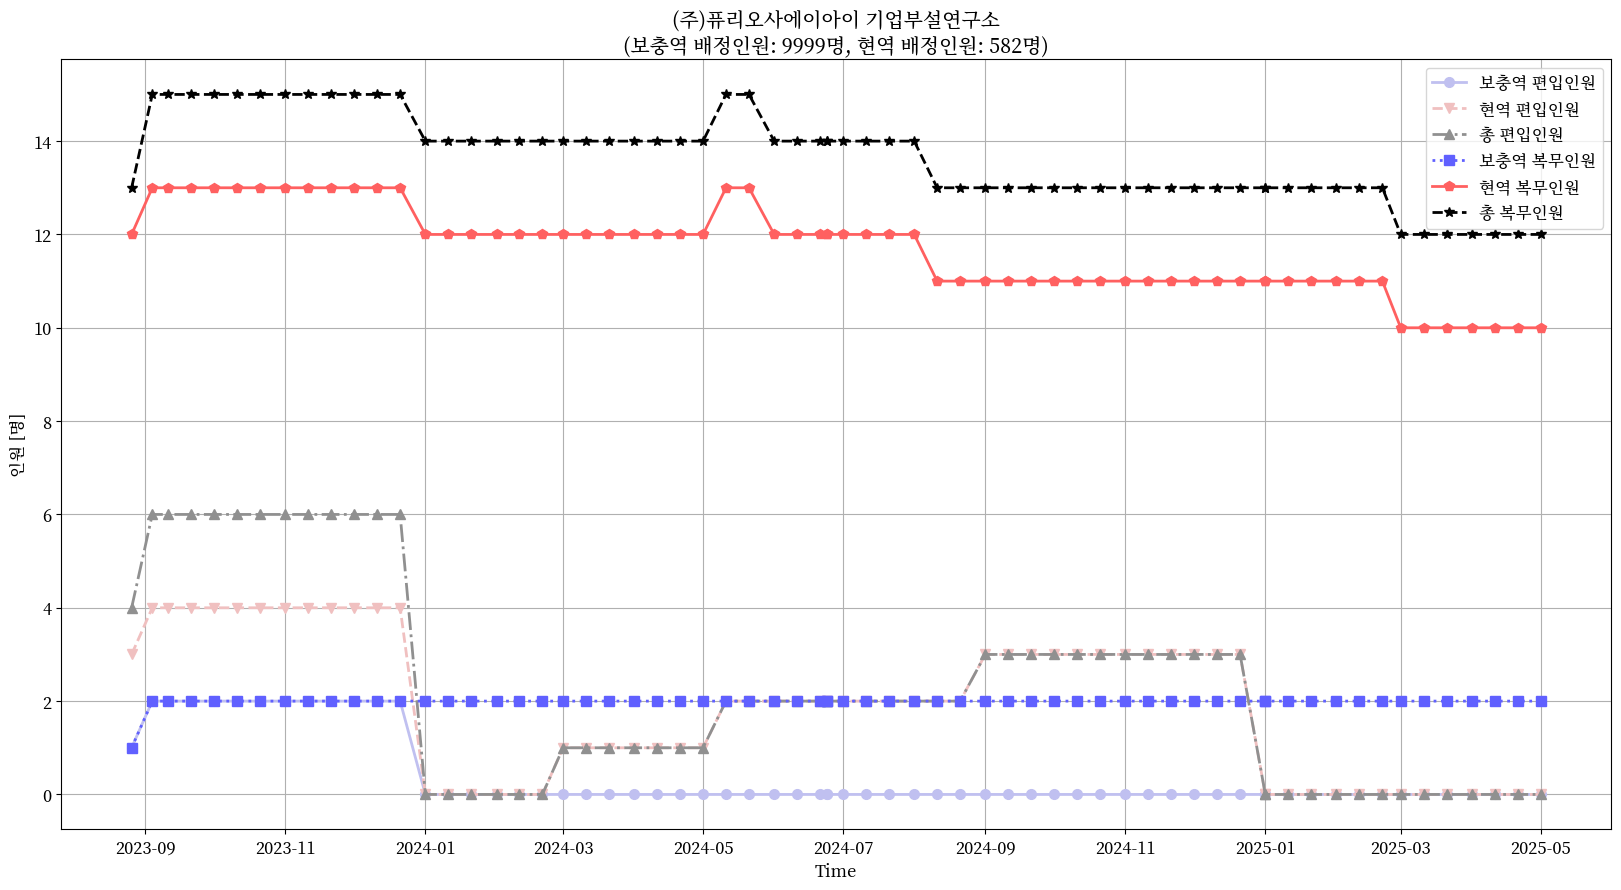 (주)퓨리오사에이아이 기업부설연구소
(보충역 배정인원: 9999명, 현역 배정인원: 582명)
보충역 편입인원
현역 편입인원
총 편입인원
보충역 복무인원
현역 복무인원
총 복무인원
인원 [명]
14
12
10
8
6
4
2
0
2023-09
2023-11
2024-01
2024-03
2024-05
2024-07
2024-09
2024-11
2025-01
2025-03
2025-05
Time